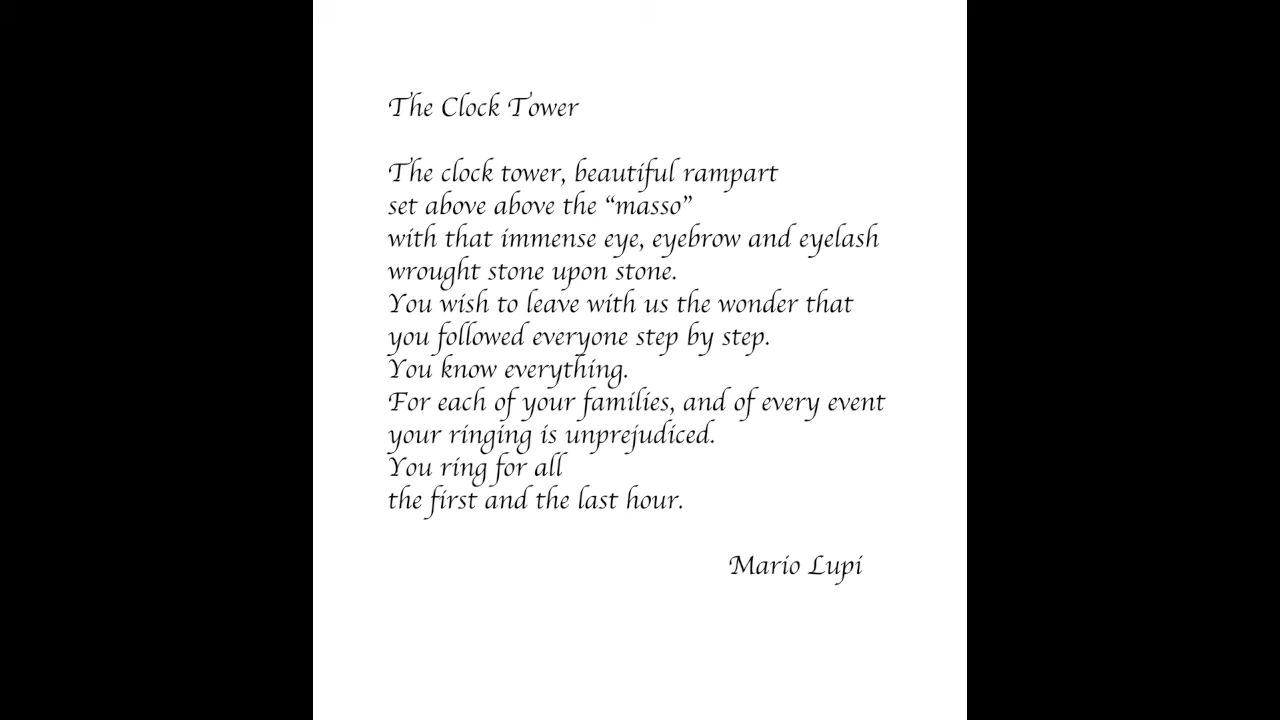 The Clock Tower
The clock tower, beautiful rampart
set above above the “masso”
with that immense eye, eyebrow and eyelash
wrought stone upon stone.
You wish to leave with us the wonder that
you followed everyone step by step.
You know everything.
For each of your families, and of every event
your ringing is unprejudiced.
You ring for all
the first and the last hour.
Mario Lupi